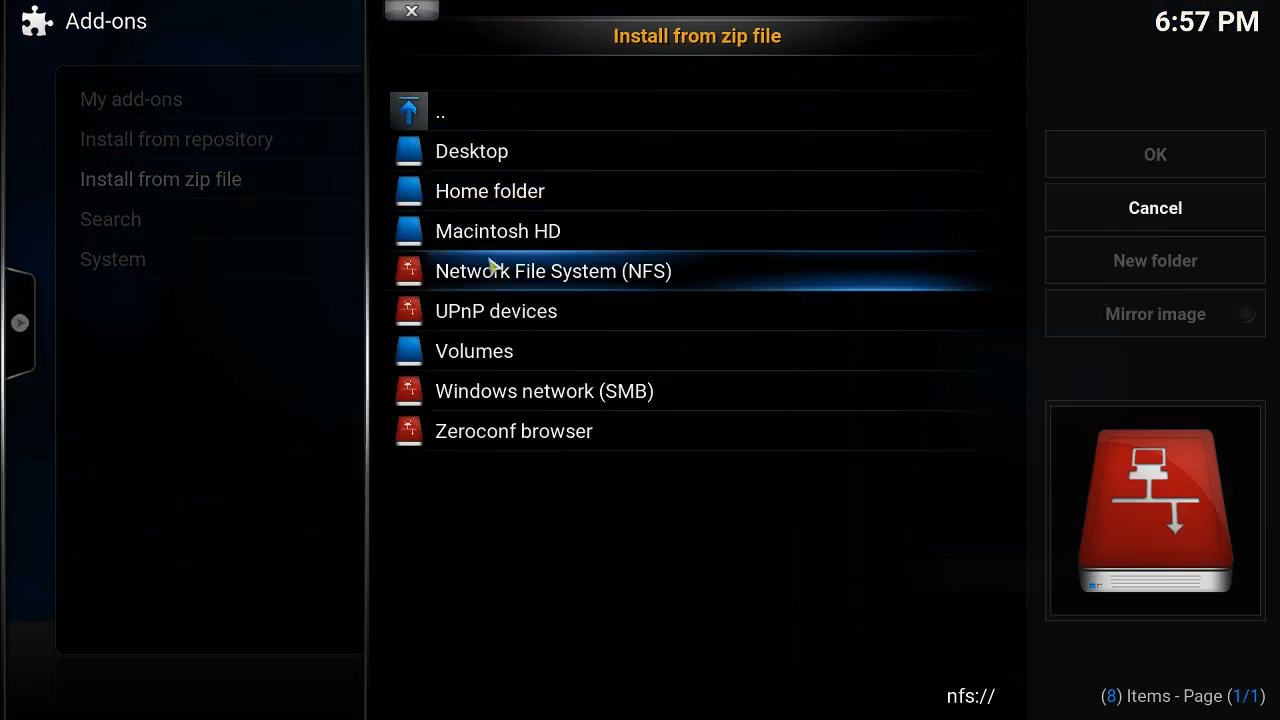 Add-ons
My add-ons
Install from repository
Install from zip file
Search
System
X
Install from zip file
..
Desktop
Home folder
Macintosh HD
Network File System (NFS)
UPnP devices
Volumes
Windows network (SMB)
Zeroconf browser
nfs://
6:57 PM
OK
Cancel
New folder
Mirror image
(8) Items - Page (1/1)